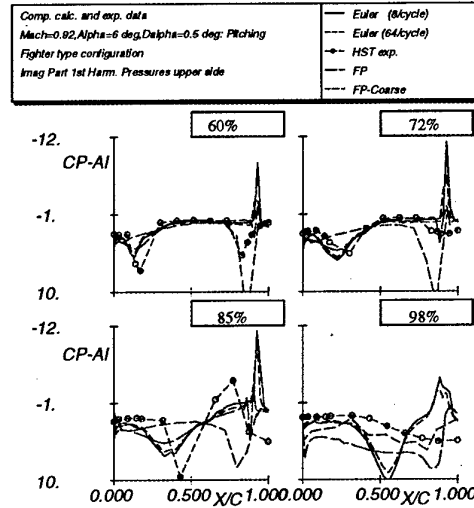 Comp. calc. and exp. data
Mach=0.92,Alpha=6 deg,Dalpha=0.5 deg: Pitching
Fighter type configuration
Imag Part 1st Harm. Pressures upper side
Euler (8/cycle)
Euler (64/cycle)
HST exp.
FP
FP-Coarse
60%
72%
-12.
CP-AI
-1.
10.
85%
98%
-12.
CP-AI
-1.
10.
0.000 0.500 X/C 1.000
0.000 0.500 X/C 1.000